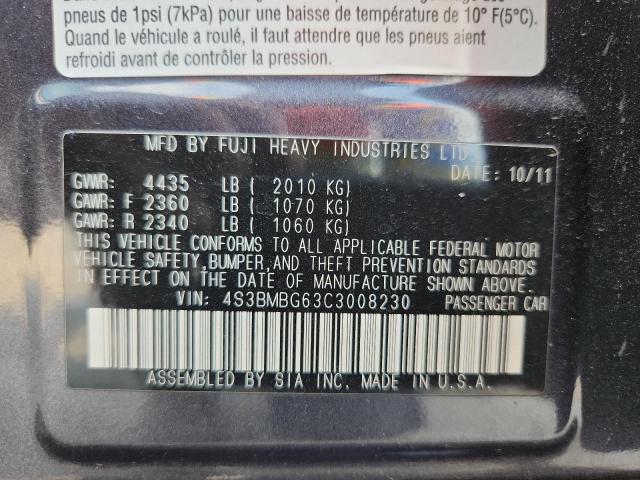 pneus de 1psi (7kPa) pour une baisse de température de 10° F(5°C).
Quand le véhicule a roulé, il faut attendre que les pneus aient
refroidi avant de contrôler la pression.
MFD BY FUJI HEAVY INDUSTRIES LTD
DATE: 10/11
GVWR: 4435 LB ( 2010 KG)
GAWR: F 2360 LB ( 1070 KG)
GAWR: R 2340 LB ( 1060 KG)
THIS VEHICLE CONFORMS TO ALL APPLICABLE FEDERAL MOTOR
VEHICLE SAFETY, BUMPER, AND THEFT PREVENTION STANDARDS
IN EFFECT ON THE DATE OF MANUFACTURE SHOWN ABOVE.
VIN: 4S3BMBG63C3008230 PASSENGER CAR
ASSEMBLED BY SIA INC. MADE IN U.S.A.